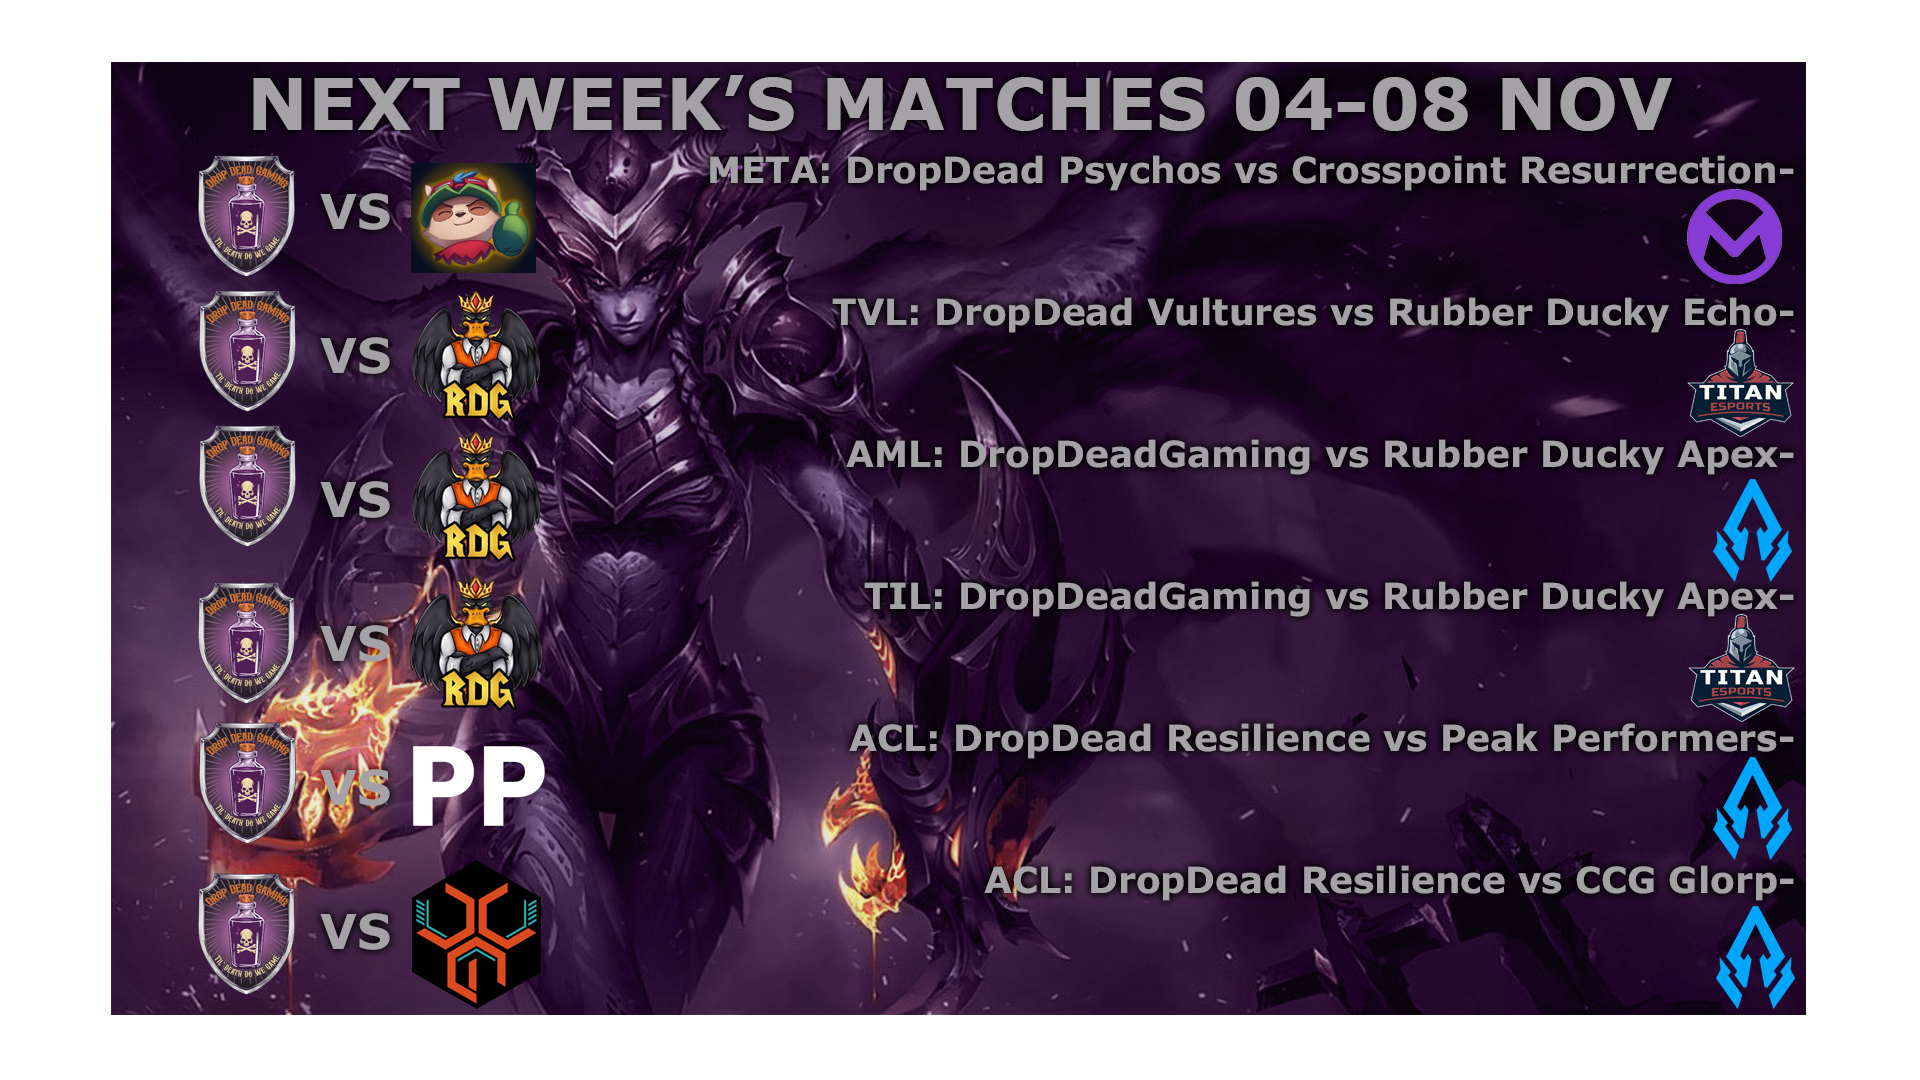 NEXT WEEK'S MATCHES 04-08 NOV
META: DropDead Psychos vs Crosspoint Resurrection-
DROP DEAD GAMING
TIL' DEATH DO WE GAME
VS
TVL: DropDead Vultures vs Rubber Ducky Echo-
DROP DEAD GAMING
TIL' DEATH DO WE GAME
VS
RDG
TITAN
ESPORTS
AML: DropDeadGaming vs Rubber Ducky Apex-
DROP DEAD GAMING
TIL' DEATH DO WE GAME
VS
RDG
TIL: DropDeadGaming vs Rubber Ducky Apex-
DROP DEAD GAMING
TIL' DEATH DO WE GAME
VS
RDG
TITAN
ESPORTS
ACL: DropDead Resilience vs Peak Performers-
DROP DEAD GAMING
TIL' DEATH DO WE GAME
VS
PP
ACL: DropDead Resilience vs CCG Glorp-
DROP DEAD GAMING
TIL' DEATH DO WE GAME
VS